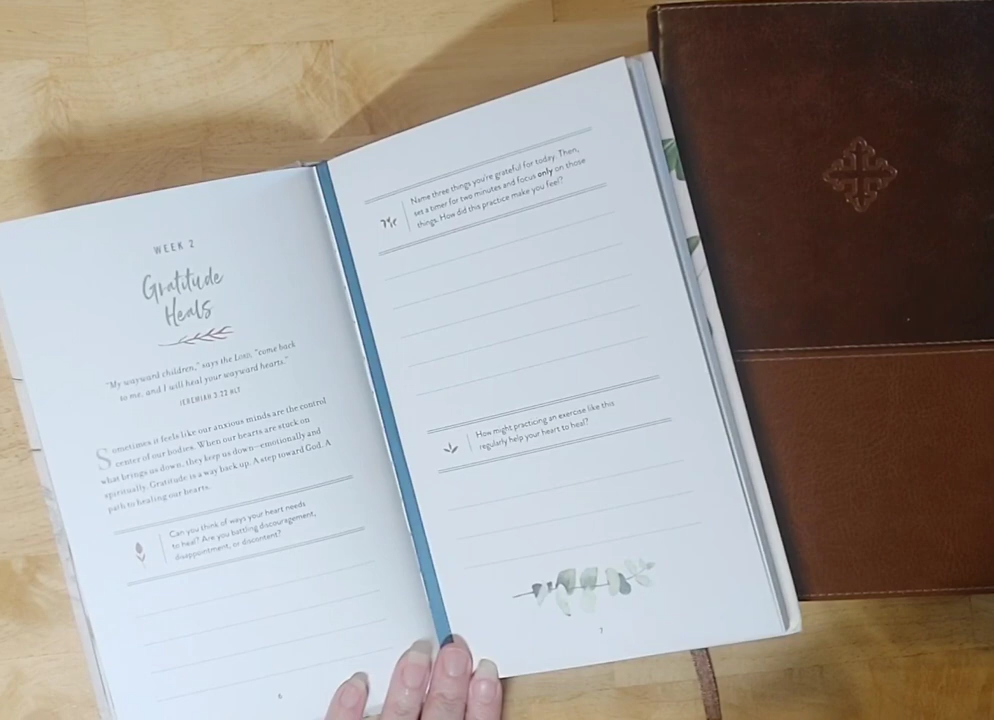 WEEK 2
Gratitude
Heals
"My wayward children," says the LORD, "come back
to me, and I will heal your wayward hearts."
JEREMIAH 3:22 NLT
Sometimes it feels like our anxious minds are the control
center of our bodies. When our hearts are stuck on
what brings us down, they keep us down—emotionally and
spiritually. Gratitude is a way back up. A step toward God. A
path to healing our hearts.
Can you think of ways your heart needs
to heal? Are you battling discouragement,
disappointment, or discontent?
6
Name three things you're grateful for today. Then,
set a timer for two minutes and focus only on those
things. How did this practice make you feel?
How might practicing an exercise like this
regularly help your heart to heal?
7